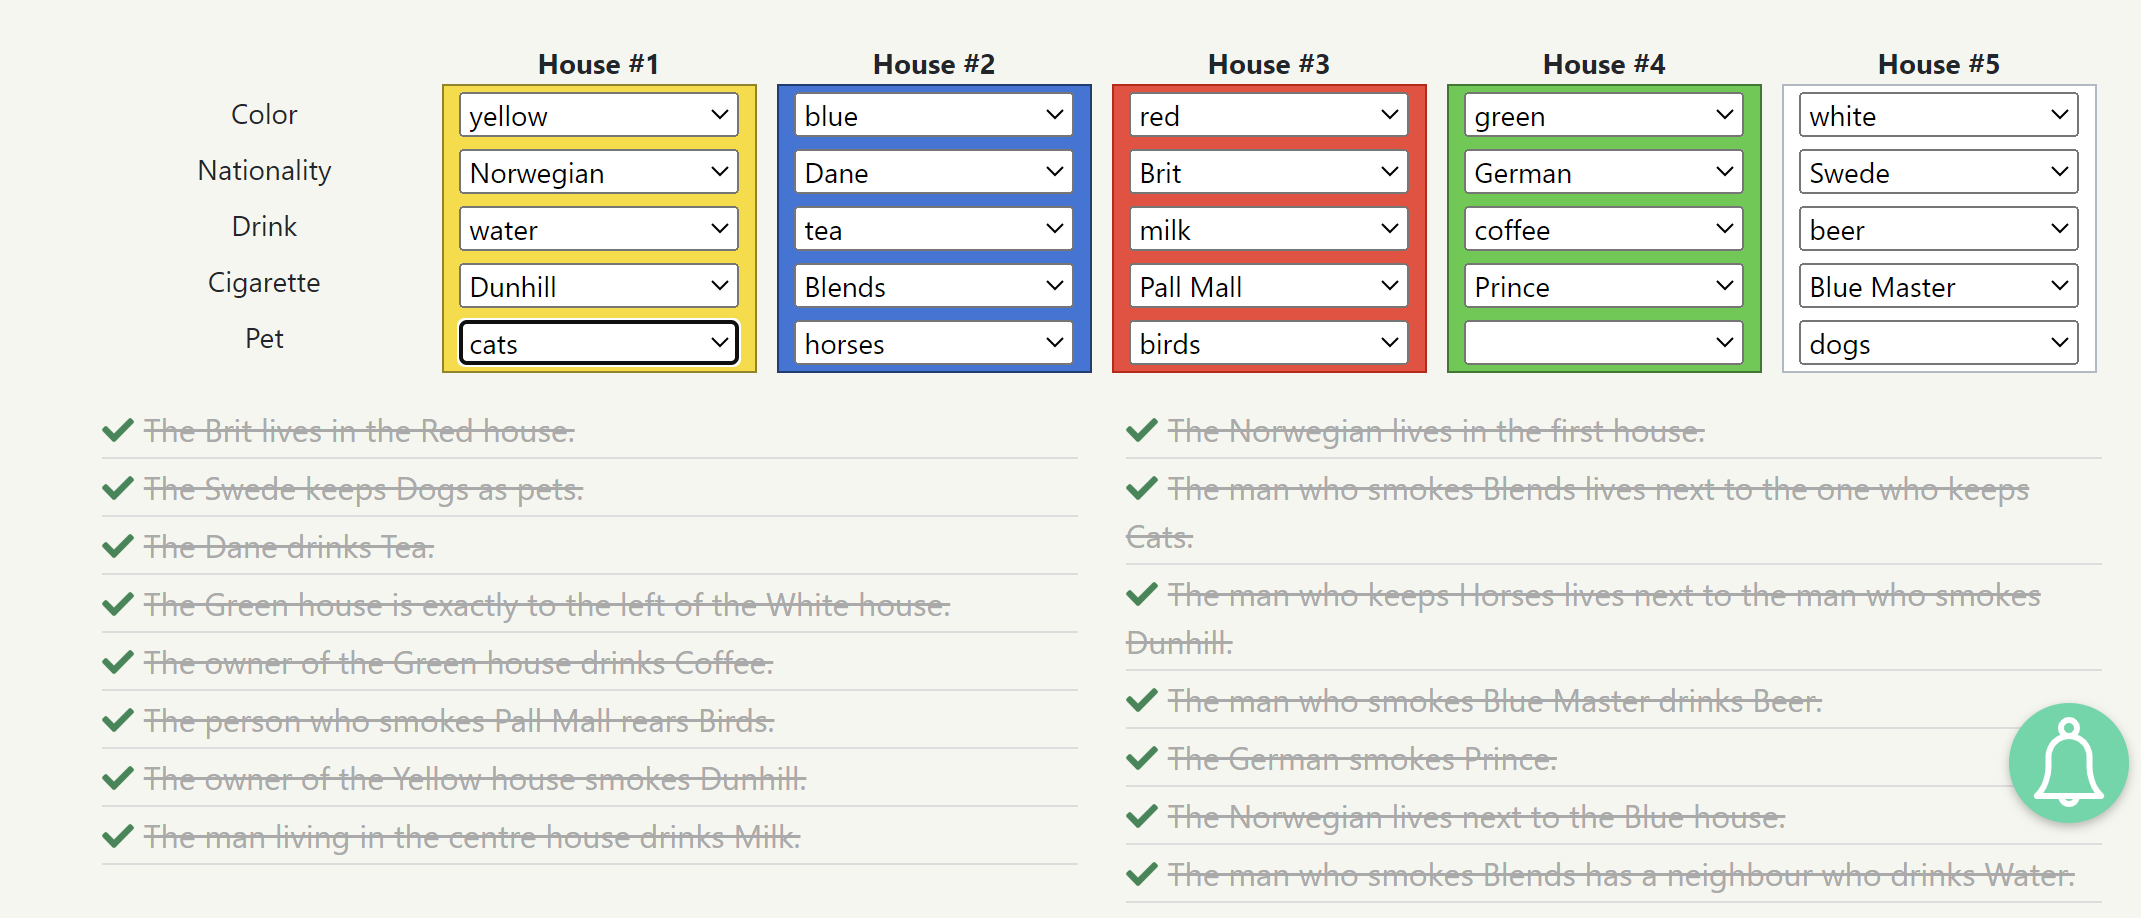 House #1 House #2 House #3 House #4 House #5
Color yellow blue red green white
Nationality Norwegian Dane Brit German Swede
Drink water tea milk coffee beer
Cigarette Dunhill Blends Pall Mall Prince Blue Master
Pet cats horses birds dogs
The Brit lives in the Red house.
The Swede keeps Dogs as pets.
The Dane drinks Tea.
The Green house is exactly to the left of the White house.
The owner of the Green house drinks Coffee.
The person who smokes Pall Mall rears Birds.
The owner of the Yellow house smokes Dunhill.
The man living in the centre house drinks Milk.
The Norwegian lives in the first house.
The man who smokes Blends lives next to the one who keeps
Cats.
The man who keeps Horses lives next to the man who smokes
Dunhill.
The man who smokes Blue Master drinks Beer.
The German smokes Prince.
The Norwegian lives next to the Blue house.
The man who smokes Blends has a neighbour who drinks Water.